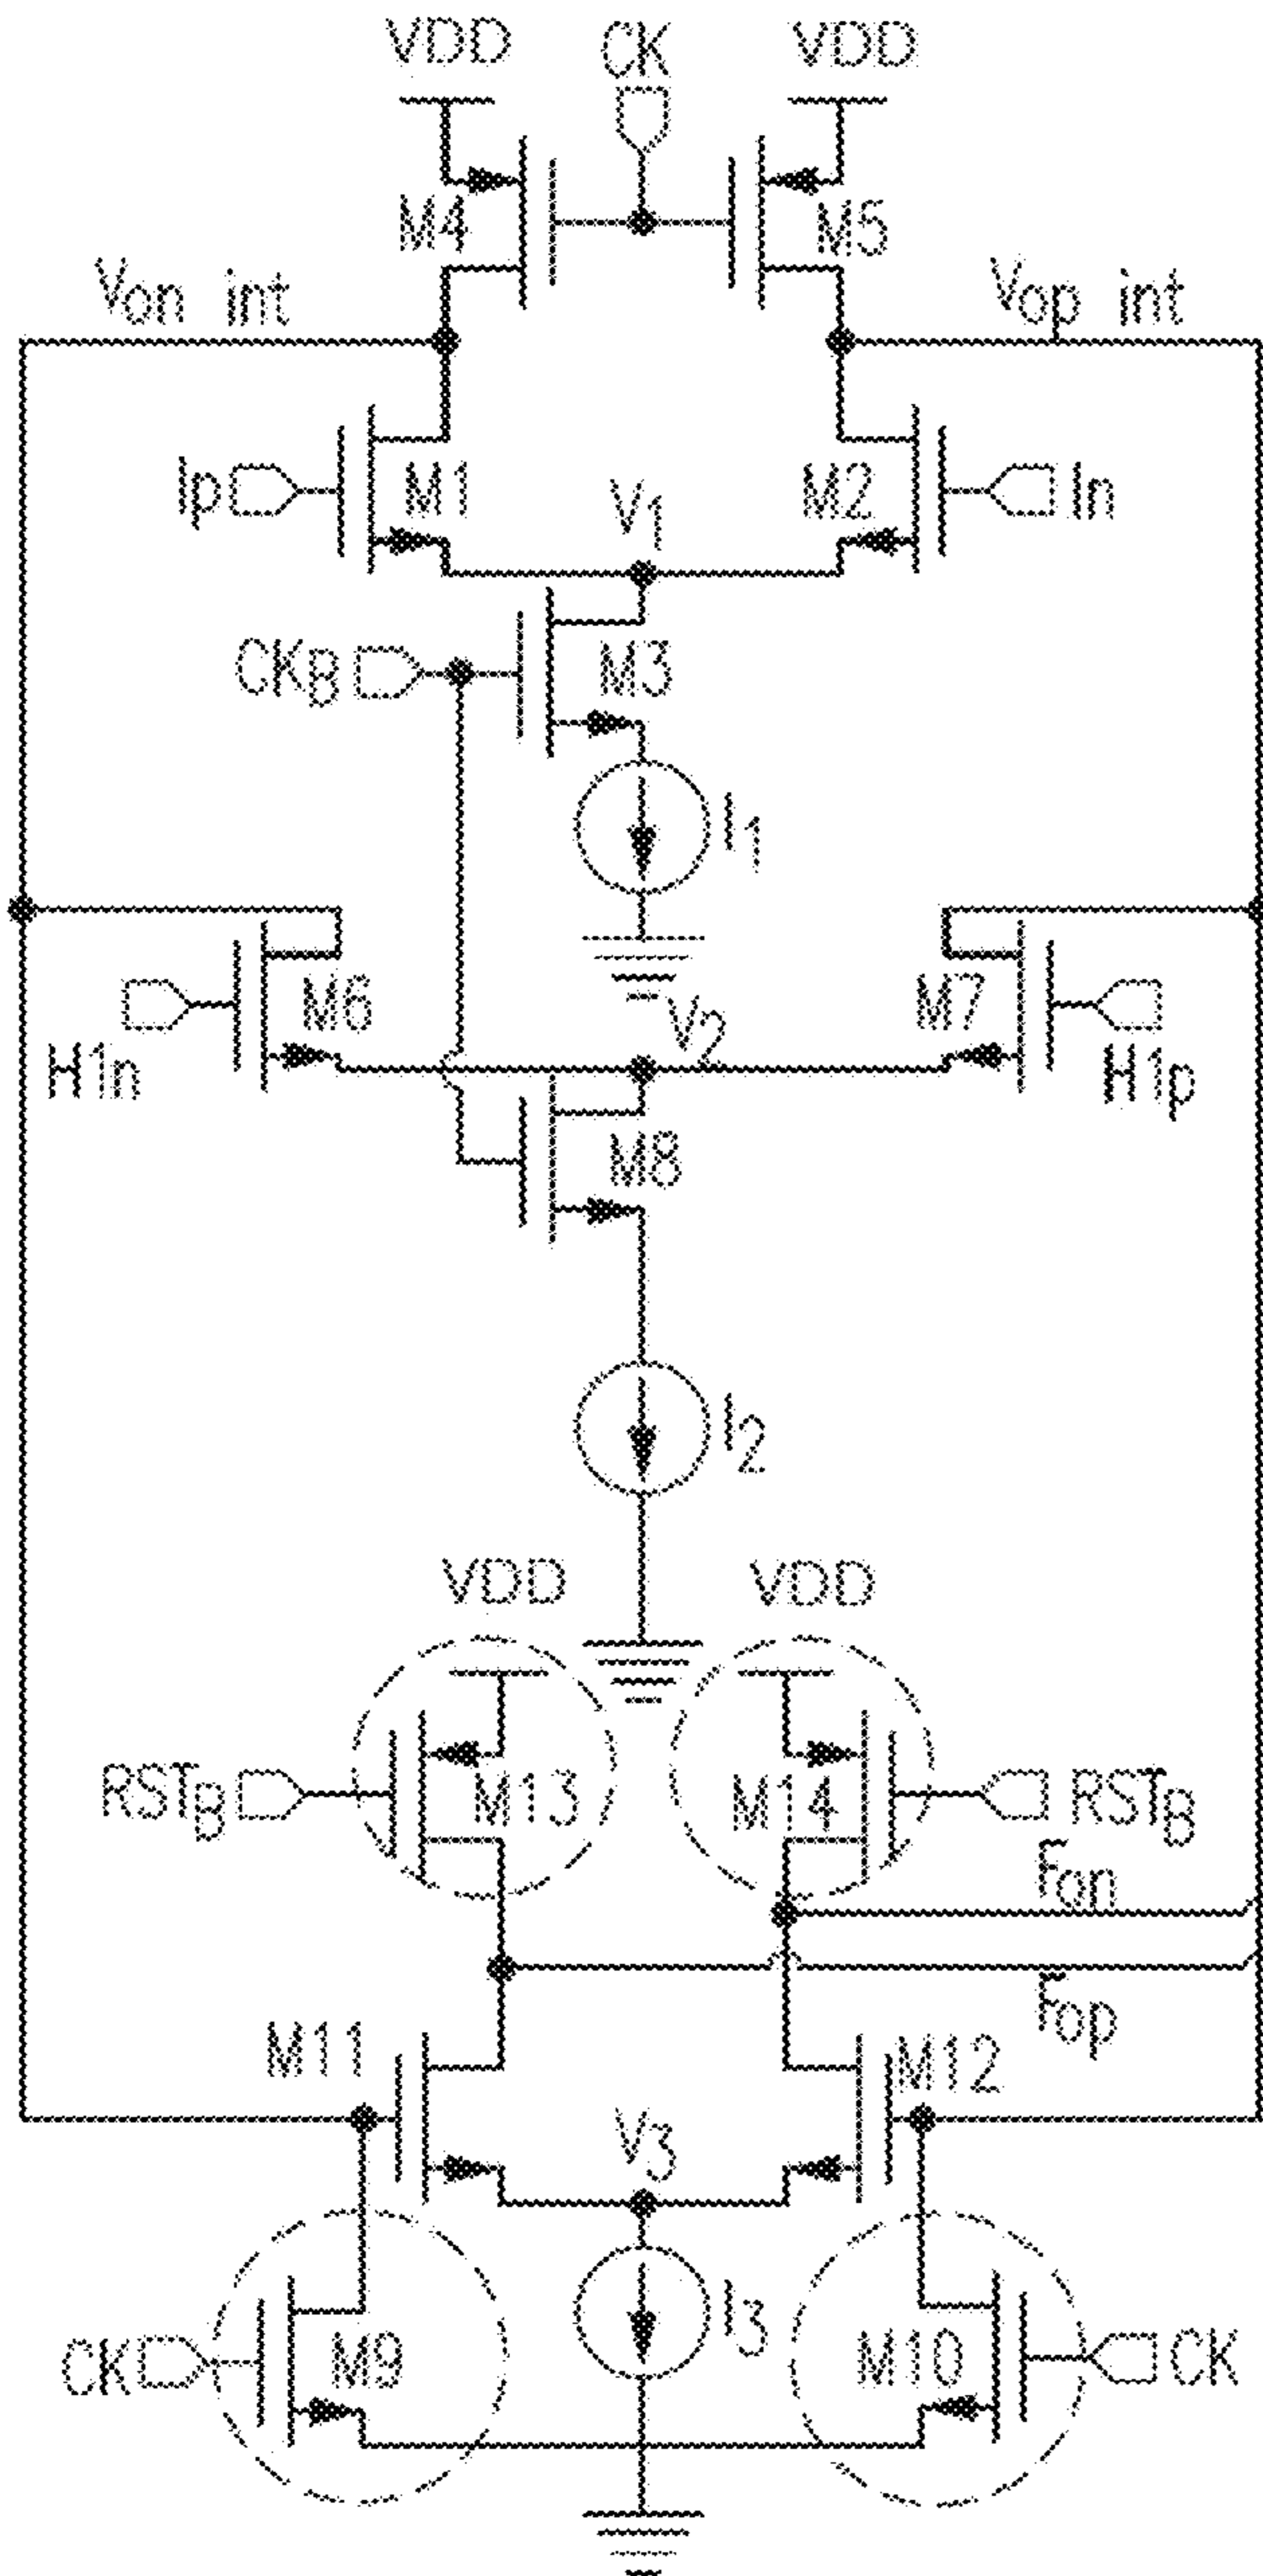 VDD CK VDD
M4 M5
Von int Vop int
Ip M1 V1 M2 In
CKB M3
I1
M6 V2 M7
H1n H1p
M8
I2
VDD VDD
RSTB M13 M14 RSTB
Fon
Fop
M11 V3 M12
CK M9 I3 M10 CK